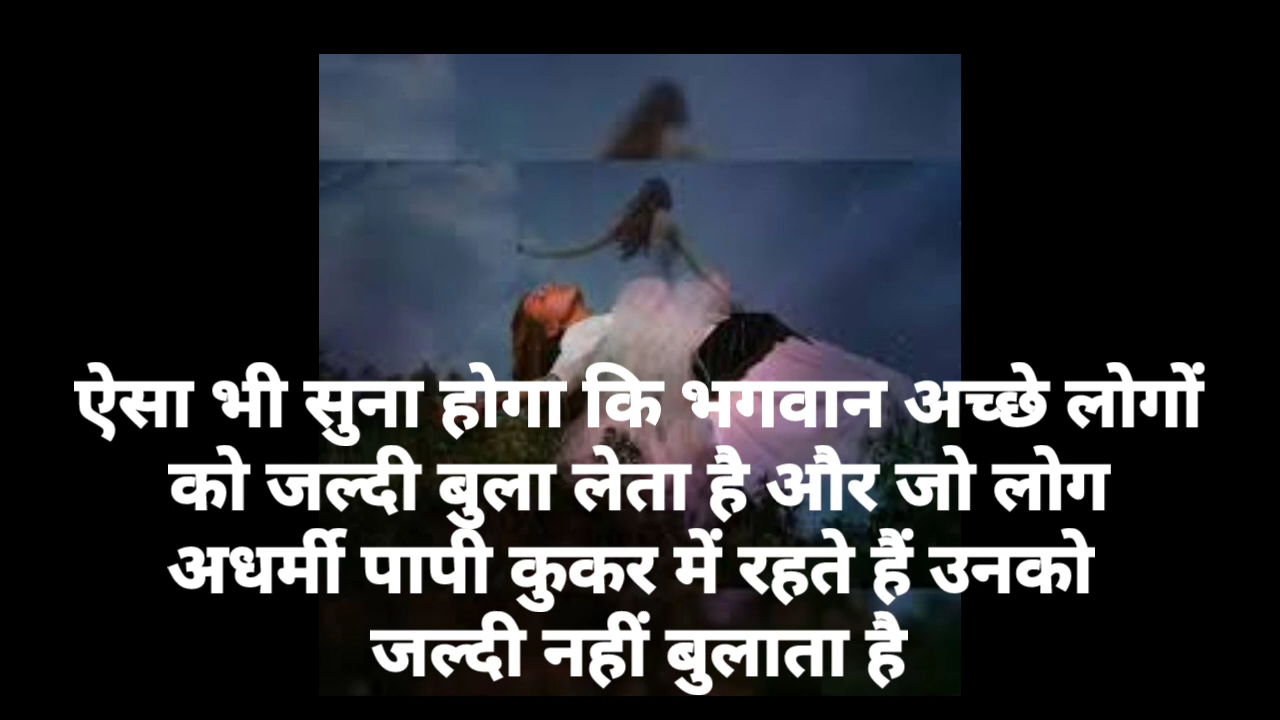 ऐसा भी सुना होगा कि भगवान अच्छे लोगों
को जल्दी बुला लेता है और जो लोग
अधर्मी पापी कुकर में रहते हैं उनको
जल्दी नहीं बुलाता है